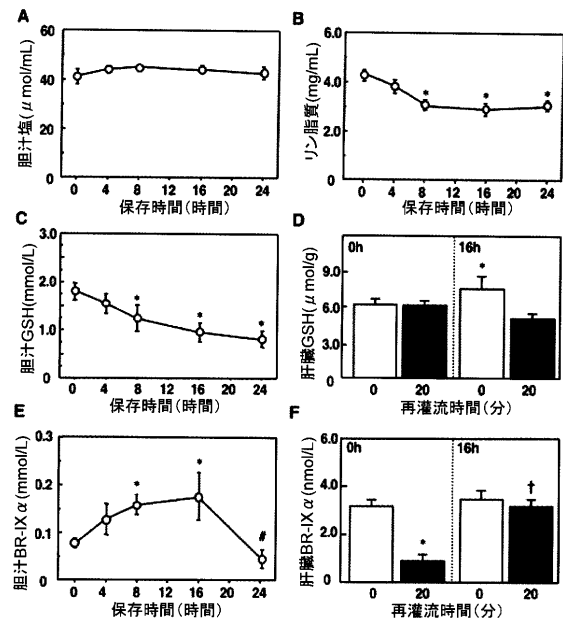 A
60
40
20
0
胆汁塩(μmol/mL)
0 4 8 12 16 20 24
保存時間(時間)
B
6.0
4.0
2.0
0
リン脂質(mg/mL)
* * *
0 4 8 12 16 20 24
保存時間(時間)
C
3.0
2.0
1.0
0
胆汁GSH(mmol/L)
* * *
0 4 8 12 16 20 24
保存時間(時間)
D
0h 16h
9.0
6.0
3.0
0
肝臓GSH(μmol/g)
*
0 20 0 20
再灌流時間(分)
E
0.3
0.2
0.1
0
胆汁BR-IXα(mmol/L)
* * #
0 4 8 12 16 20 24
保存時間(時間)
F
0h 16h
6.0
4.0
2.0
0
肝臓BR-IXα(nmol/L)
* †
0 20 0 20
再灌流時間(分)